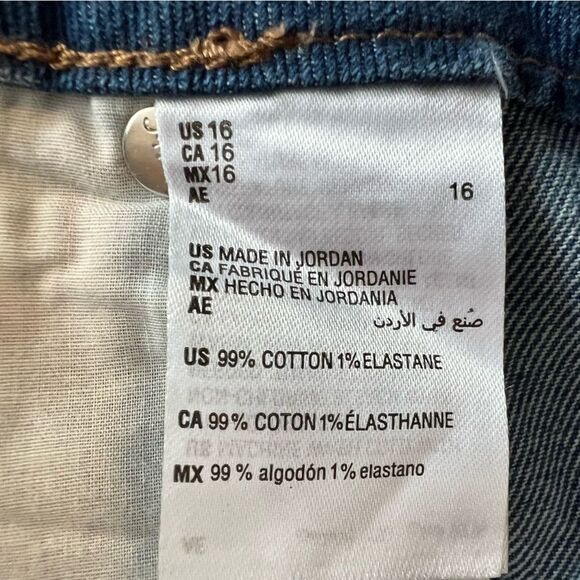 US 16
CA 16
MX16
AE 16
US MADE IN JORDAN
CA FABRIQUÉ EN JORDANIE
MX HECHO EN JORDANIA
AE
صُنع في الأردن
US 99% COTTON 1% ELASTANE
CA 99% COTON 1% ÉLASTHANNE
MX 99 % algodón 1% elastano